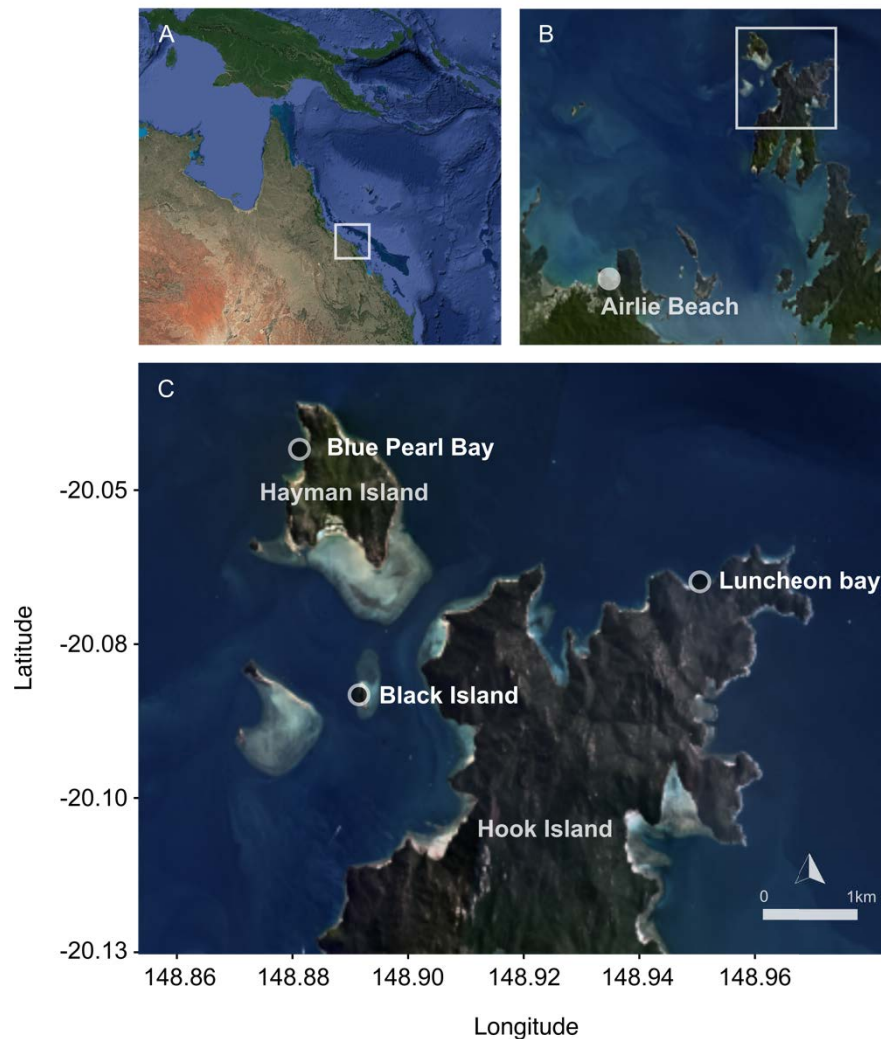 A
B
Airlie Beach
C
Blue Pearl Bay
Hayman Island
Luncheon bay
Black Island
Hook Island
0 1km
Latitude
-20.05
-20.08
-20.10
-20.13
148.86 148.88 148.90 148.92 148.94 148.96
Longitude